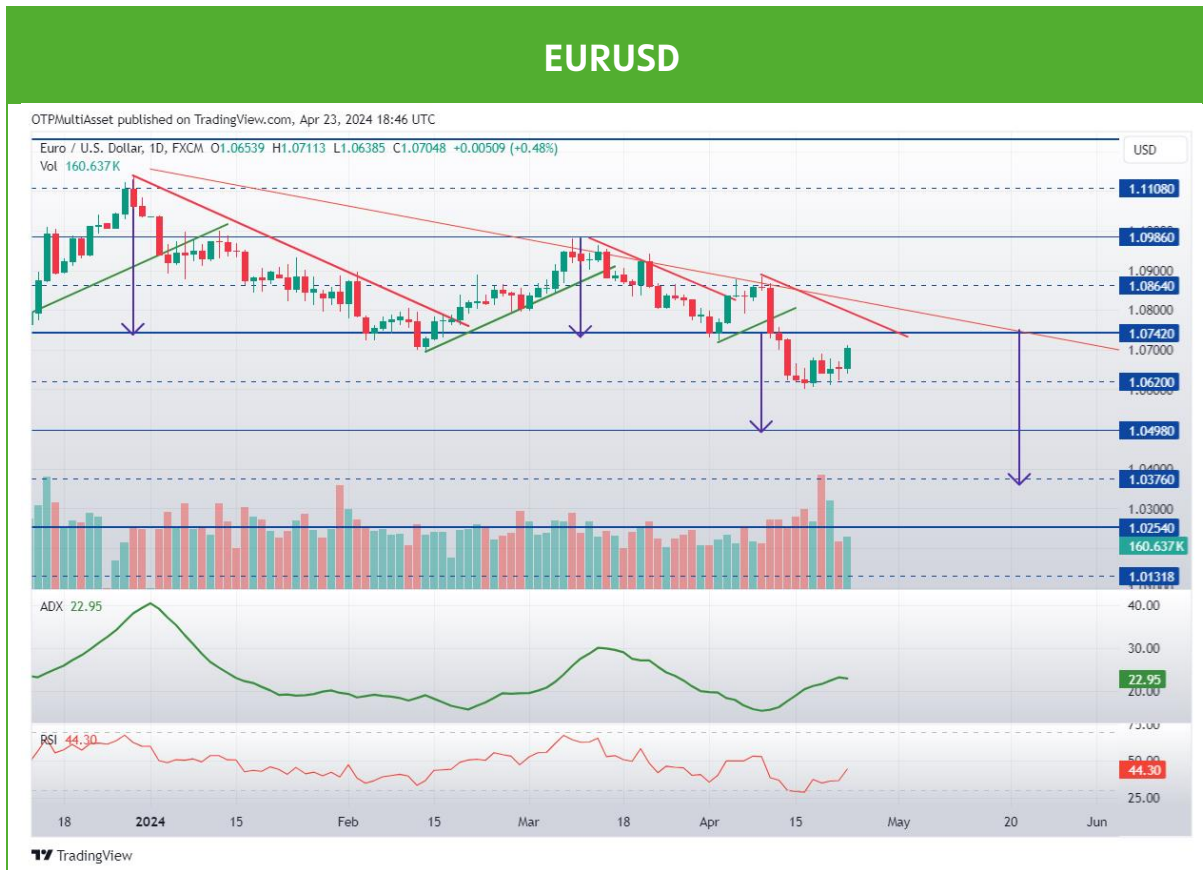 EURUSD
OTPMultiAsset published on TradingView.com, Apr 23, 2024 18:46 UTC
Euro / U.S. Dollar, 1D, FXCM O1.06539 H1.07113 L1.06385 C1.07048 +0.00509 (+0.48%)
USD
Vol 160.637K
1.11080
1.09860
1.09000
1.08640
1.08000
1.07420
1.07000
1.06200
1.04980
1.04000
1.03760
1.03000
1.02540
160.637K
1.01318
ADX 22.95
40.00
30.00
22.95
20.00
75.00
RSI 44.30
50.00
44.30
25.00
18 2024 15 Feb 15 Mar 18 Apr 15 May 20 Jun
TradingView